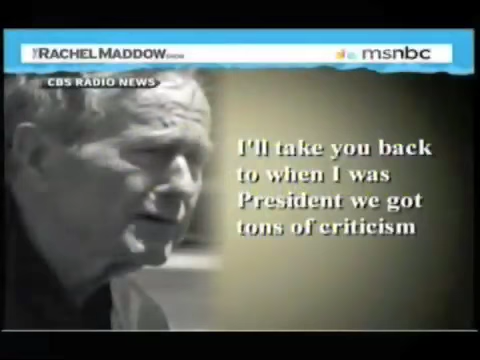 THE RACHEL MADDOW SHOW
msnbc
CBS RADIO NEWS
I'll take you back
to when I was
President we got
tons of criticism